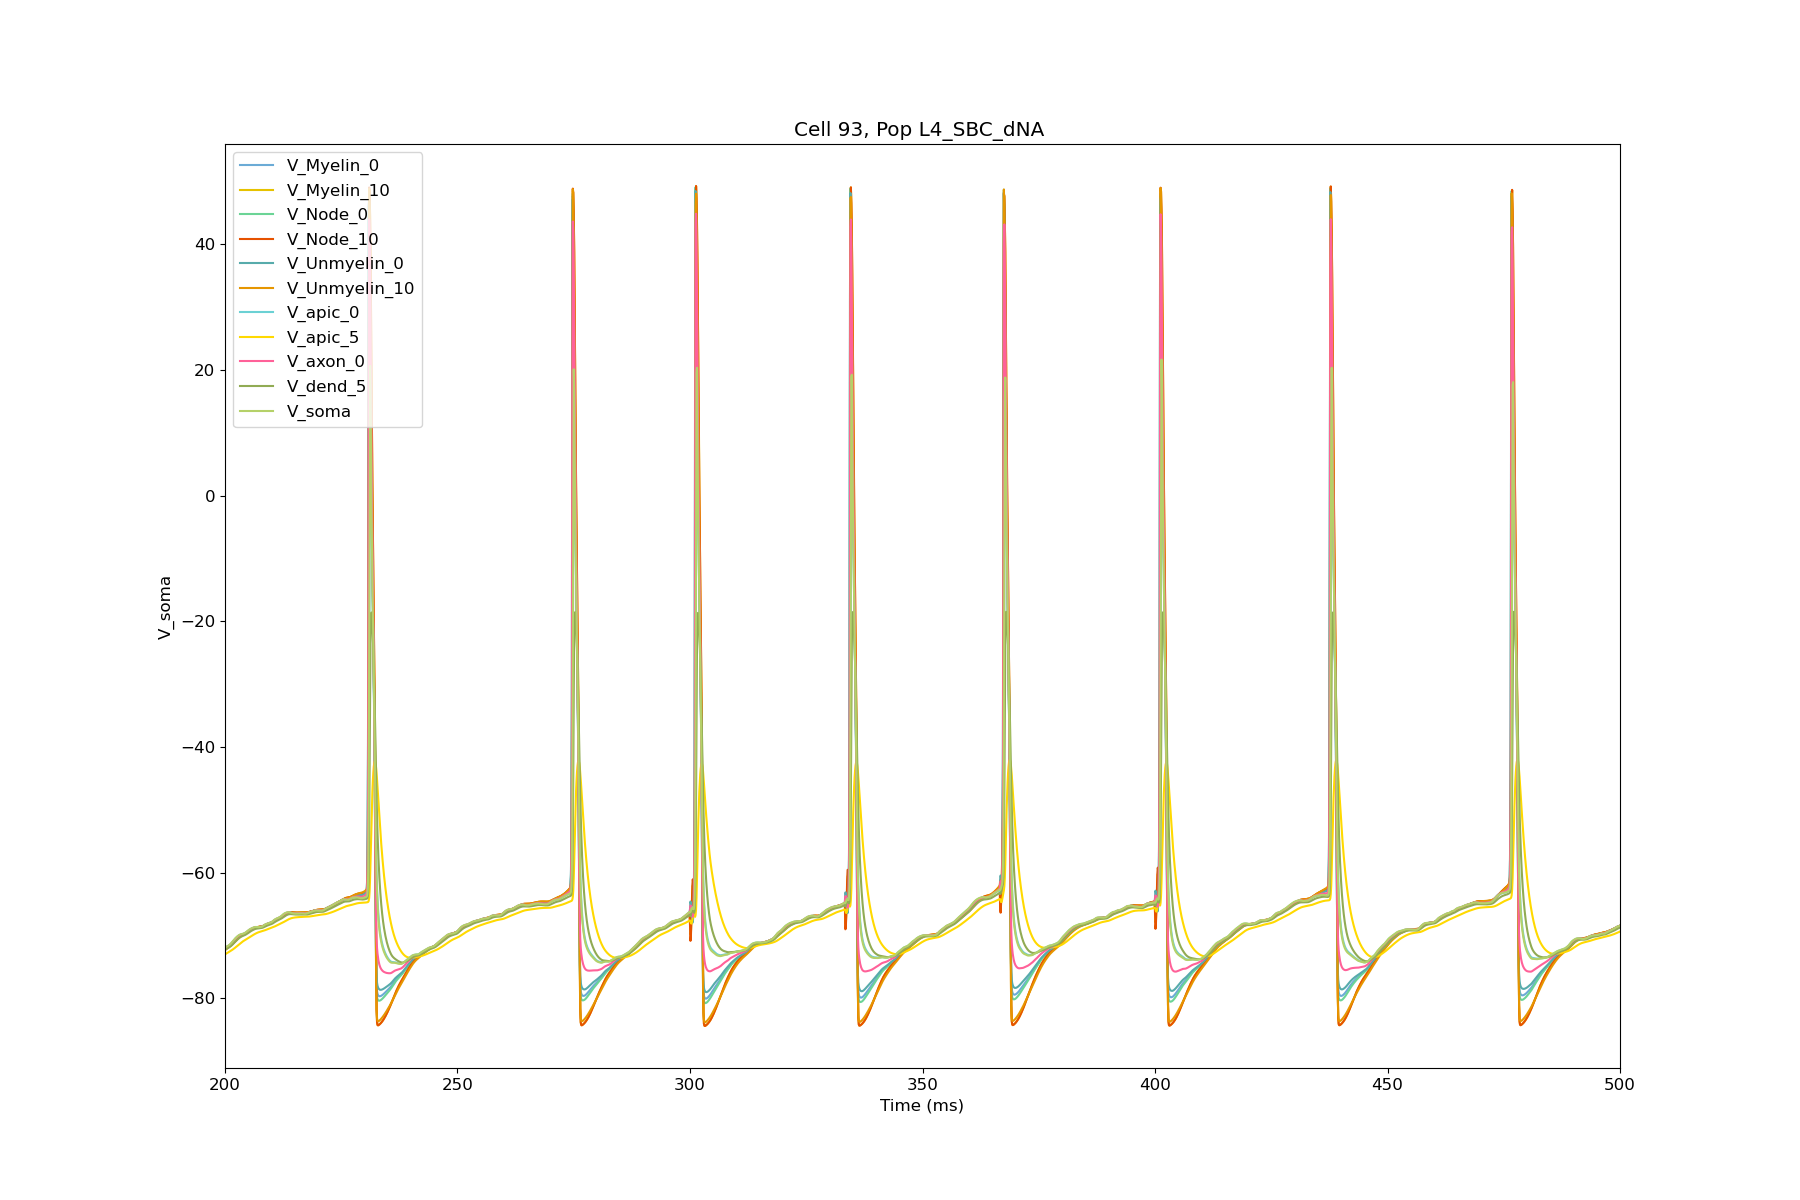 Cell 93, Pop L4_SBC_dNA
V_Myelin_0
V_Myelin_10
V_Node_0
V_Node_10
V_Unmyelin_0
V_Unmyelin_10
V_apic_0
V_apic_5
V_axon_0
V_dend_5
V_soma
40
20
0
−20
−40
−60
−80
V_soma
200
250
300
350
400
450
500
Time (ms)